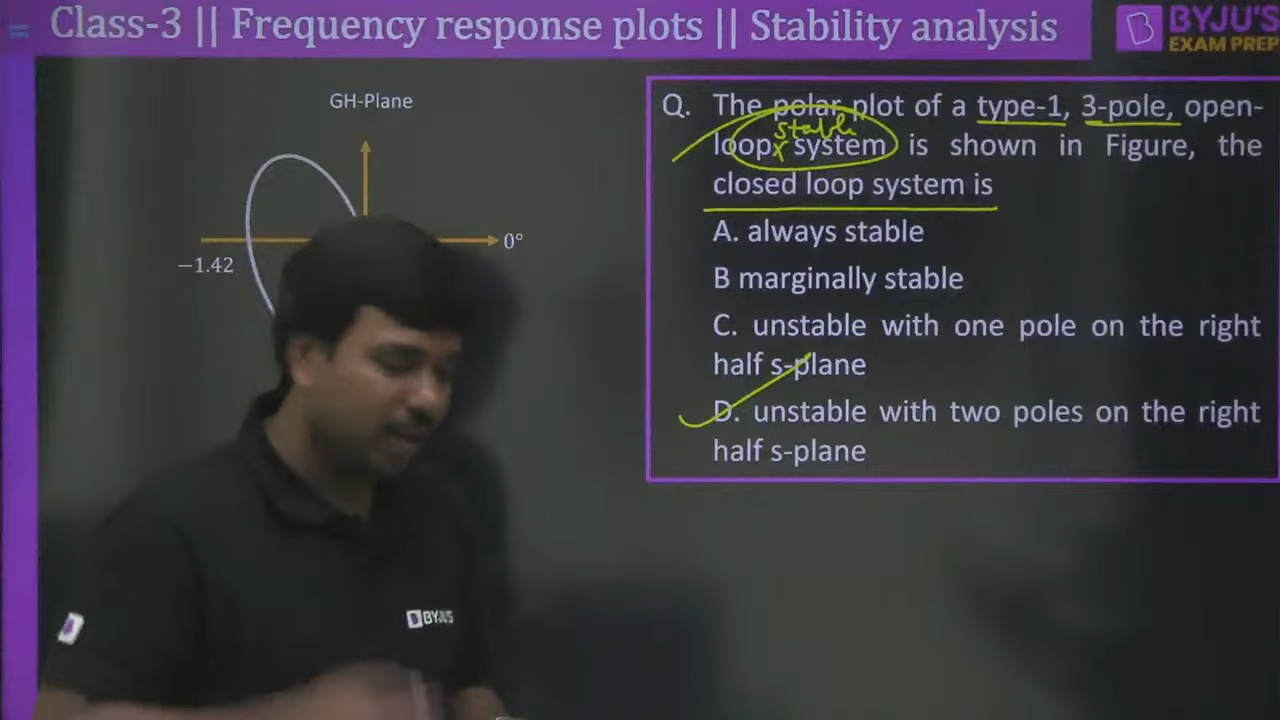 Class-3 || Frequency response plots || Stability analysis
BYJU'S
EXAM PREP
GH-Plane
0°
−1.42
Q. The polar plot of a type-1, 3-pole, open-
stable
loop system is shown in Figure, the
closed loop system is
A. always stable
B marginally stable
C. unstable with one pole on the right
half s-plane
D. unstable with two poles on the right
half s-plane
BYJU'S